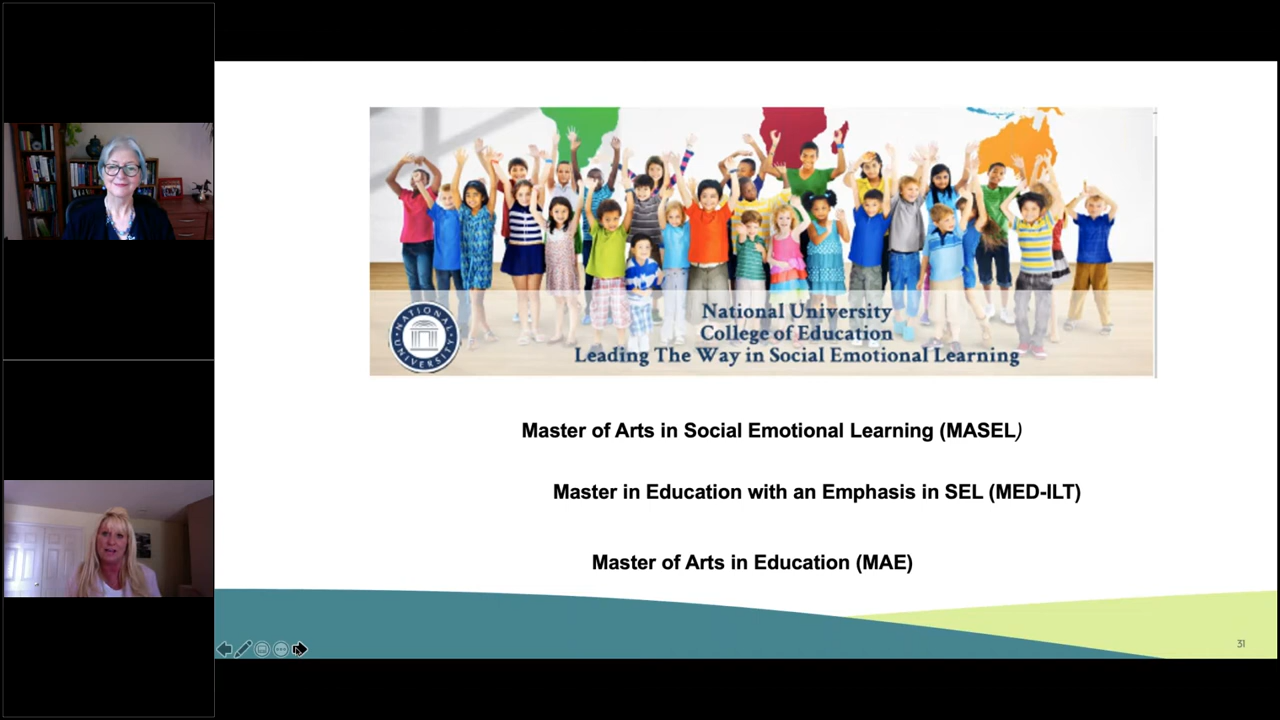 National University
College of Education
Leading The Way in Social Emotional Learning
NATIONAL UNIVERSITY
Master of Arts in Social Emotional Learning (MASEL)
Master in Education with an Emphasis in SEL (MED-ILT)
Master of Arts in Education (MAE)
31